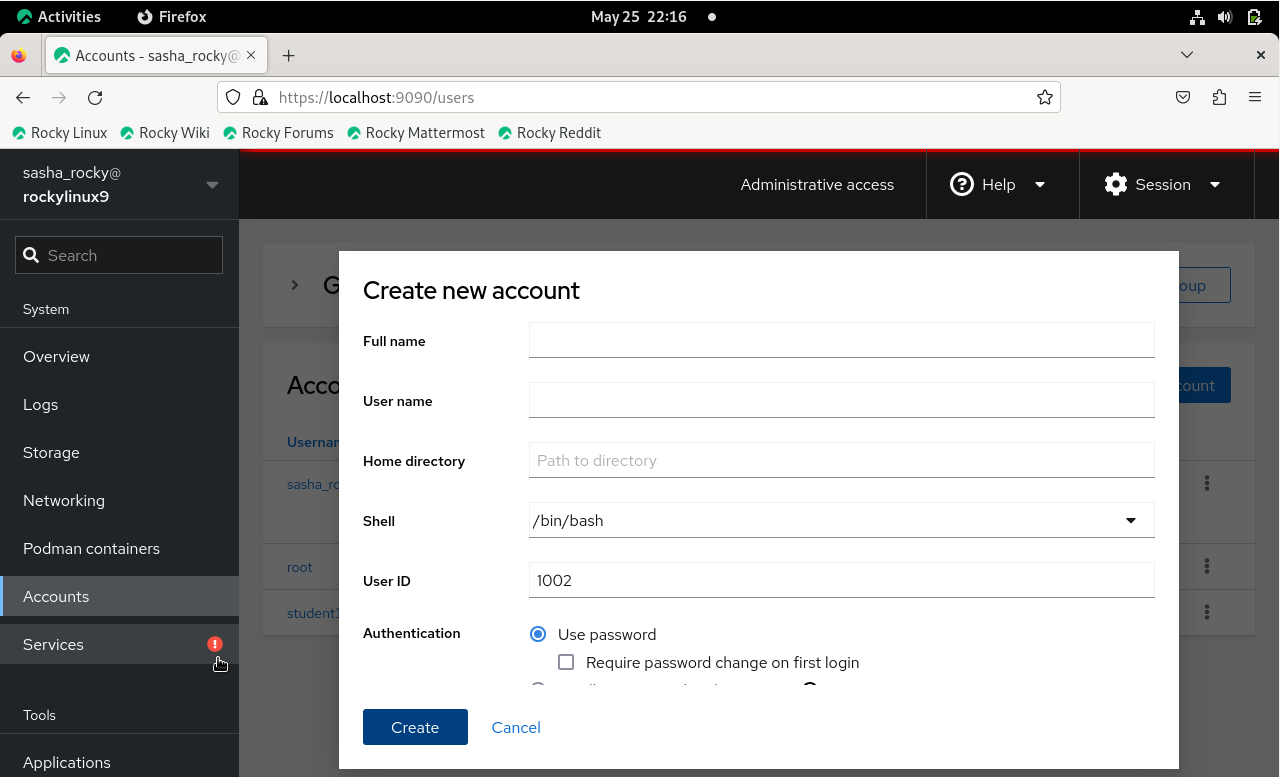 Activities
Firefox
May 25 22:16
Accounts - sasha_rocky@
https://localhost:9090/users
Rocky Linux
Rocky Wiki
Rocky Forums
Rocky Mattermost
Rocky Reddit
sasha_rocky@
rockylinux9
Administrative access
Help
Session
Search
System
Overview
Logs
Storage
Networking
Podman containers
Accounts
Services
Tools
Applications
G
oup
Acco
count
Usernar
sasha_ro
root
student1
Create new account
Full name
User name
Home directory
Path to directory
Shell
/bin/bash
User ID
1002
Authentication
Use password
Require password change on first login
Create
Cancel